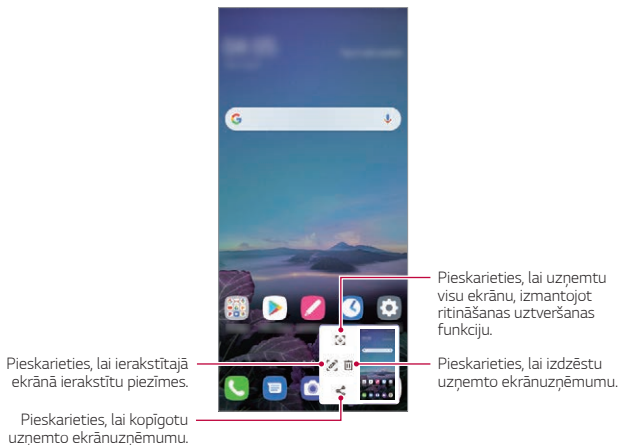 Pieskarieties, lai uzņemtu
visu ekrānu, izmantojot
ritināšanas uztveršanas
funkciju.
Pieskarieties, lai ierakstītajā
ekrānā ierakstītu piezīmes.
Pieskarieties, lai izdzēstu
uzņemto ekrānuzņēmumu.
Pieskarieties, lai kopīgotu
uzņemto ekrānuzņēmumu.